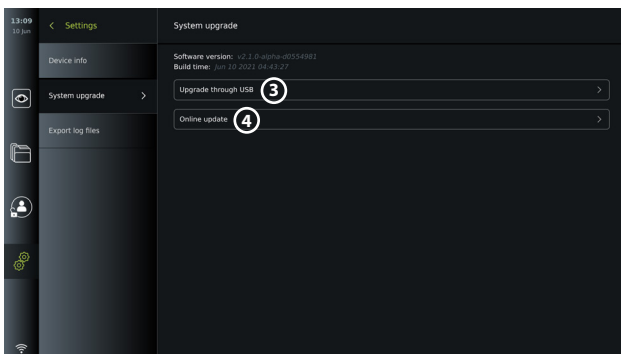 13:09
10 Jun
Settings
System upgrade
Device info
System upgrade
Export log files
Software version: v2.1.0-alpha-d0554981
Build time: Jun 10 2021 04:43:27
Upgrade through USB 3
Online update 4